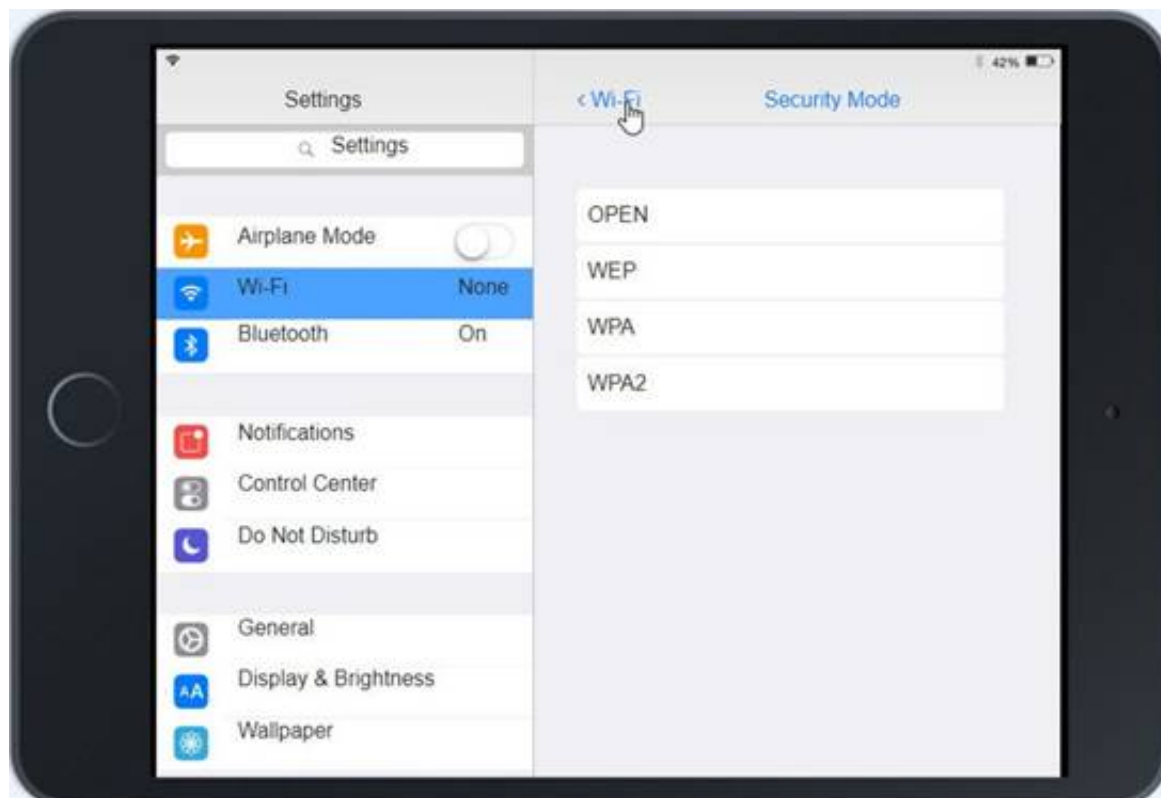 42%
Settings
Settings
Airplane Mode
Wi-Fi None
Bluetooth On
Notifications
Control Center
Do Not Disturb
General
AA Display & Brightness
Wallpaper
< Wi-Fi Security Mode
OPEN
WEP
WPA
WPA2